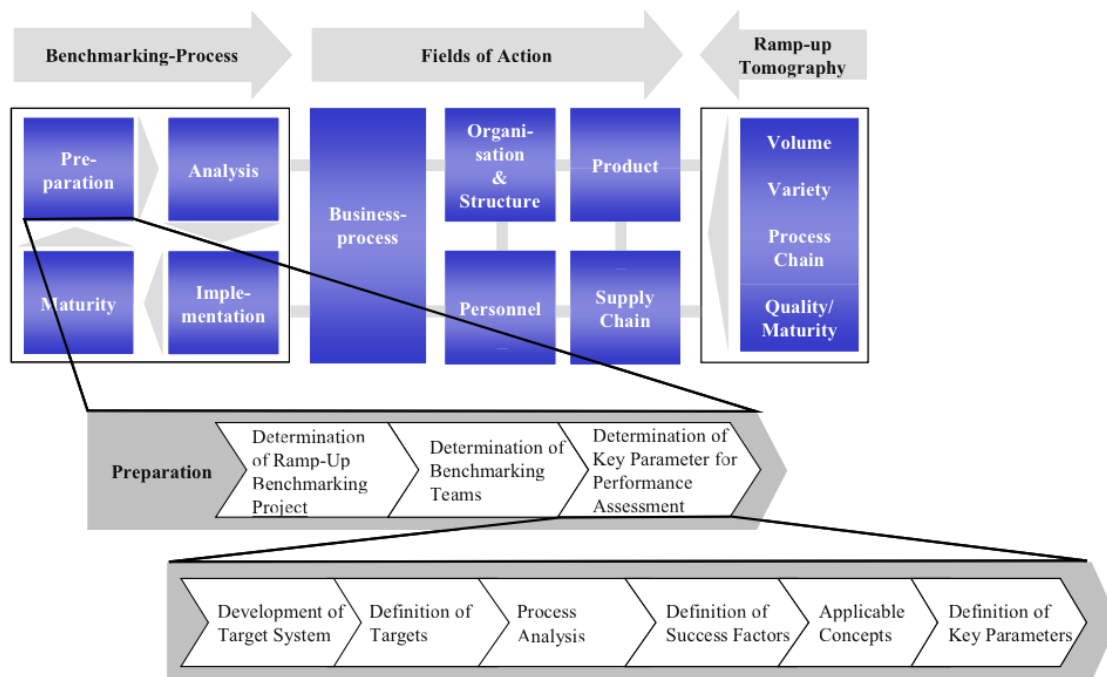 Benchmarking-Process
Fields of Action
Ramp-up
Tomography
Pre-
paration
Analysis
Maturity
Imple-
mentation
Business-
process
Organi-
sation
&
Structure
Product
Personnel
Supply
Chain
Volume
Variety
Process
Chain
Quality/
Maturity
Preparation
Determination
of Ramp-Up
Benchmarking
Project
Determination of
Benchmarking
Teams
Determination of
Key Parameter for
Performance
Assessment
Development of
Target System
Definition of
Targets
Process
Analysis
Definition of
Success Factors
Applicable
Concepts
Definition of
Key Parameters